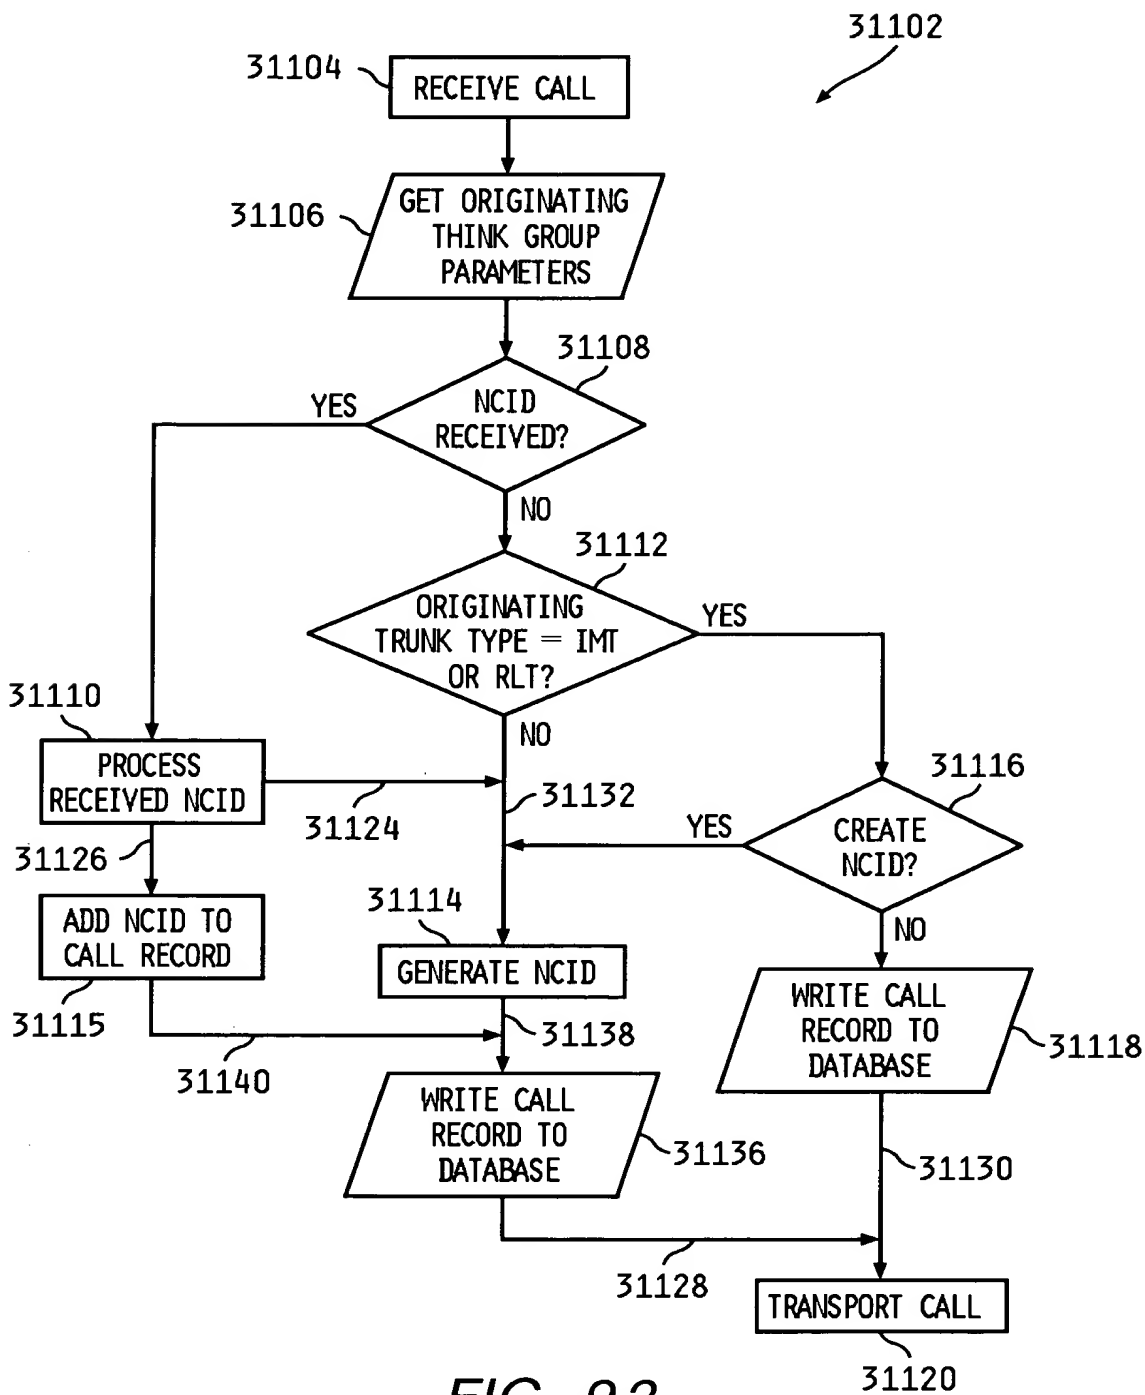 31102
31104
RECEIVE CALL
31106
GET ORIGINATING
THINK GROUP
PARAMETERS
31108
YES
NCID
RECEIVED?
NO
31112
ORIGINATING
TRUNK TYPE = IMT
OR RLT?
YES
31110
NO
PROCESS
RECEIVED NCID
31124
31132
31116
YES
CREATE
NCID?
31126
31114
NO
ADD NCID TO
CALL RECORD
GENERATE NCID
31115
31138
WRITE CALL
RECORD TO
DATABASE
31118
31140
WRITE CALL
RECORD TO
DATABASE
31136
31130
31128
TRANSPORT CALL
31120